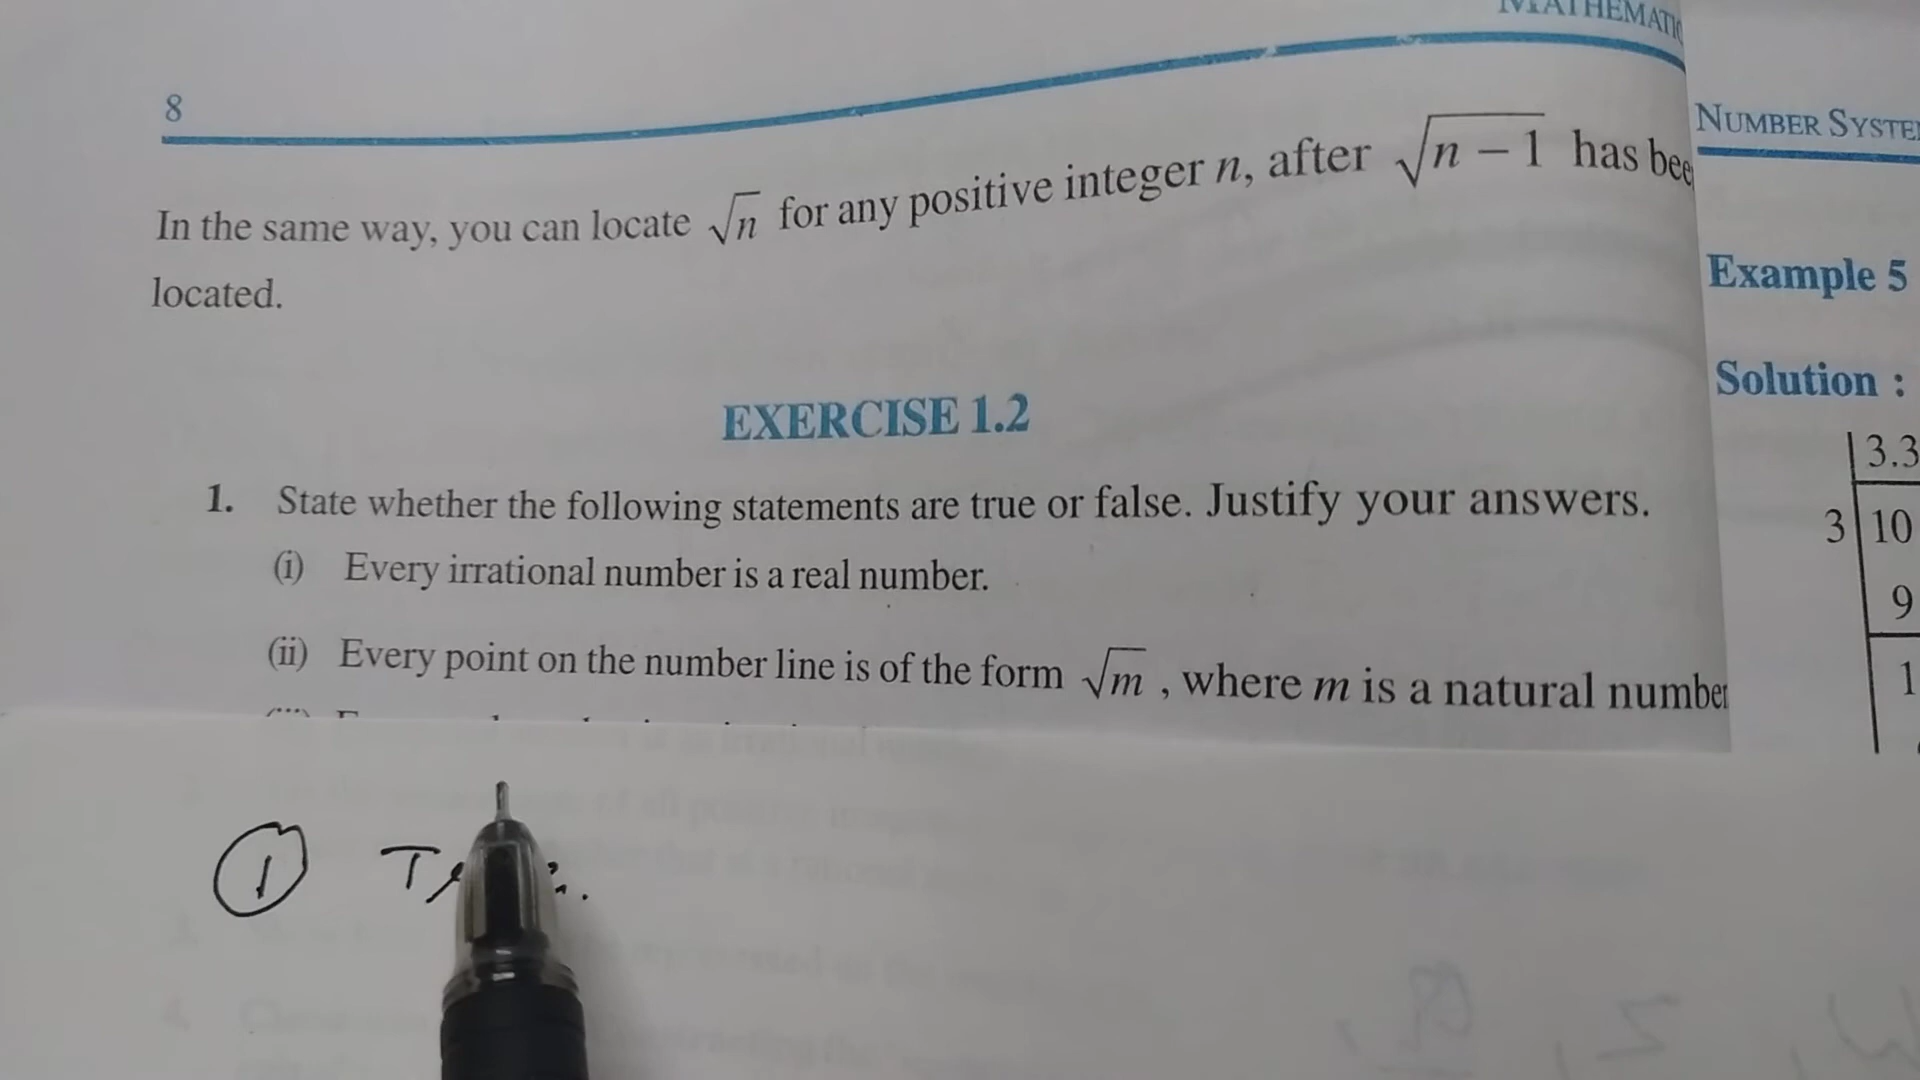 MATHEMATIC
8
In the same way, you can locate √n for any positive integer n, after √n − 1 has bee
located.
EXERCISE 1.2
1. State whether the following statements are true or false. Justify your answers.
(i) Every irrational number is a real number.
(ii) Every point on the number line is of the form √m , where m is a natural number
1
NUMBER SYSTE
Example 5
Solution :
3.3
3 10
9
1